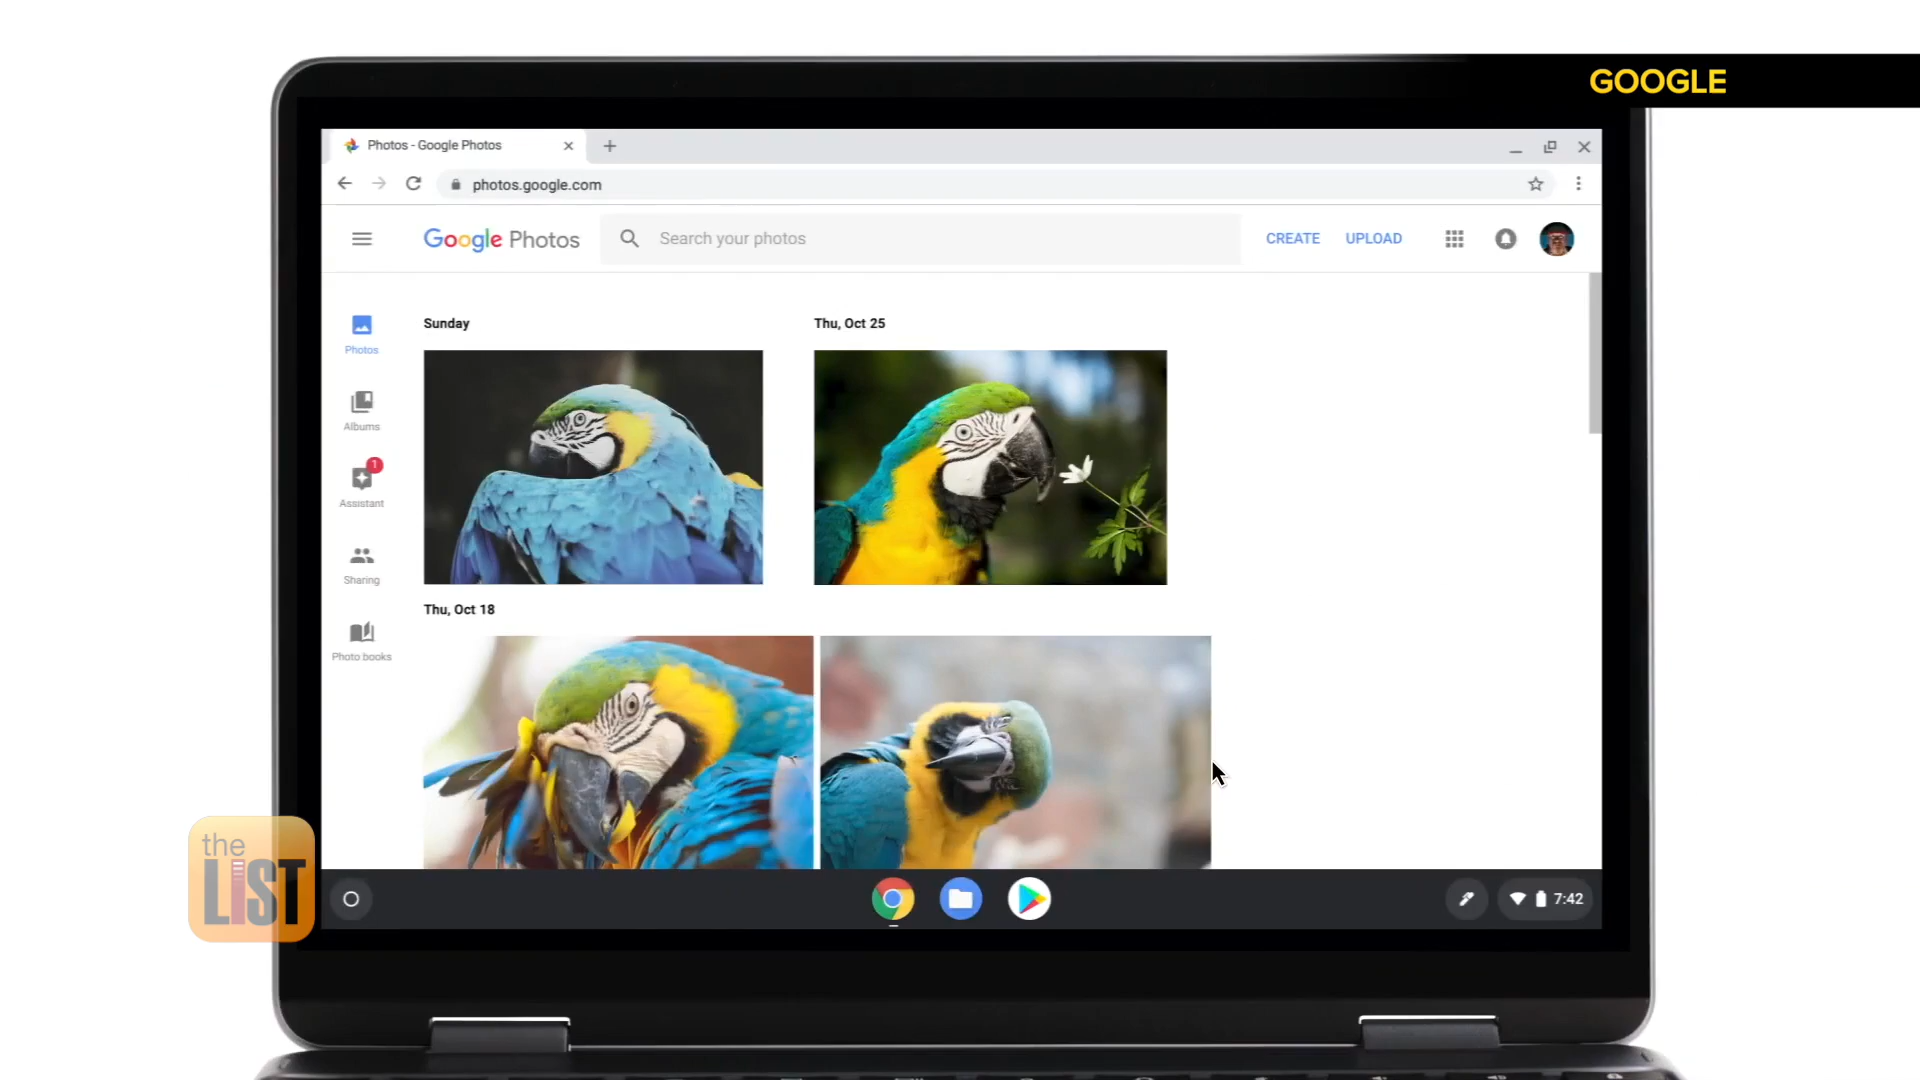 GOOGLE
Photos - Google Photos
photos.google.com
Google Photos
Search your photos
CREATE
UPLOAD
Photos
Albums
1
Assistant
Sharing
Photo books
Sunday
Thu, Oct 25
Thu, Oct 18
the
LIST
7:42